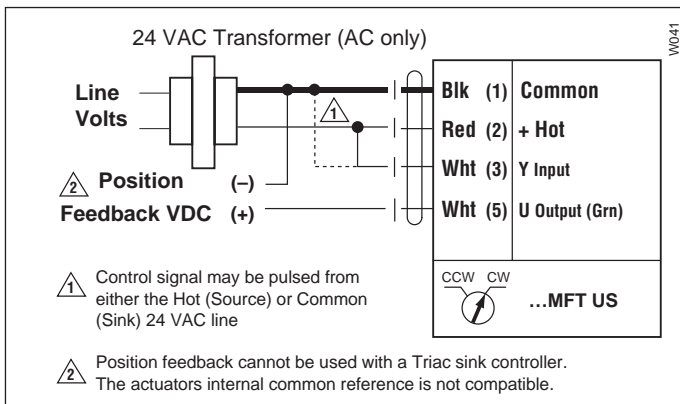 24 VAC Transformer (AC only)
W041
Line
Volts
1
Blk (1) Common
Red (2) + Hot
Wht (3) Y Input
Wht (5) U Output (Grn)
2 Position (–)
Feedback VDC (+)
CCW CW
...MFT US
1 Control signal may be pulsed from
either the Hot (Source) or Common
(Sink) 24 VAC line
2 Position feedback cannot be used with a Triac sink controller.
The actuators internal common reference is not compatible.